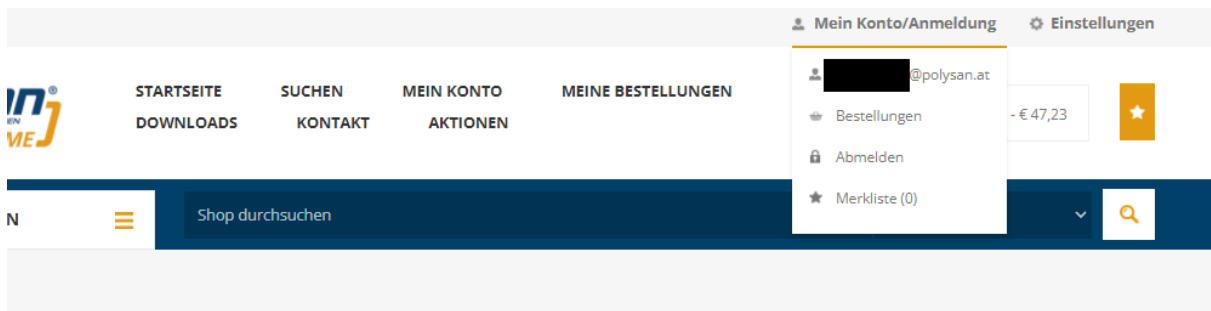 Mein Konto/Anmeldung Einstellungen
@polysan.at
STARTSEITE SUCHEN MEIN KONTO MEINE BESTELLUNGEN
Bestellungen - € 47,23
DOWNLOADS KONTAKT AKTIONEN
Abmelden
Merkliste (0)
N Shop durchsuchen